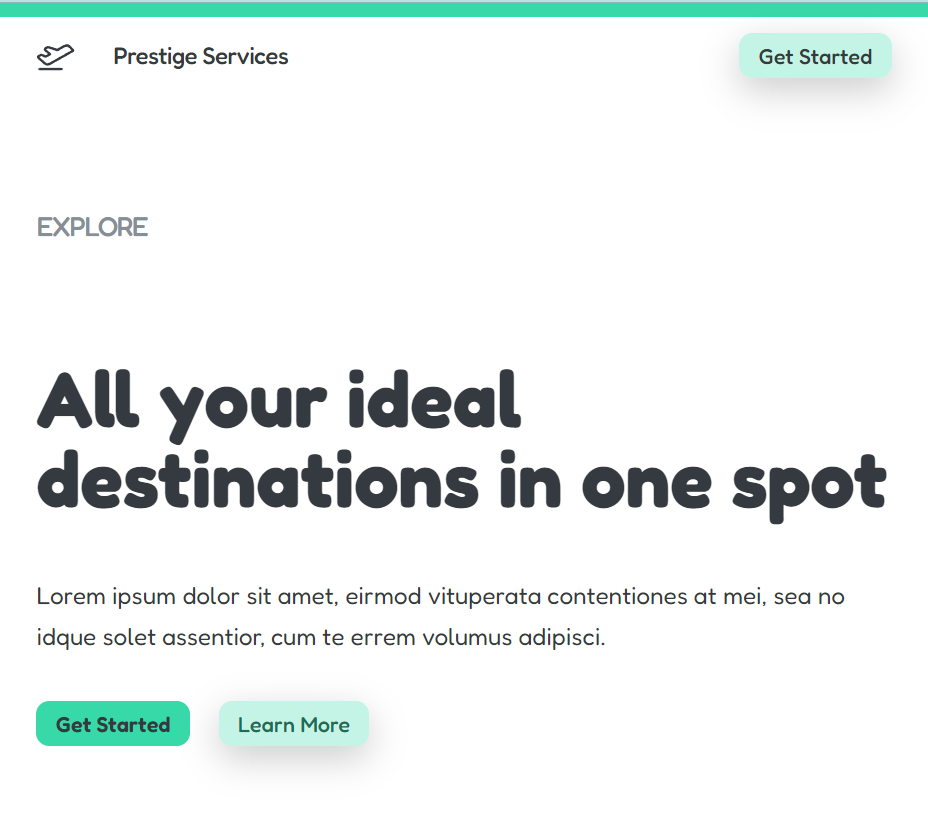 Prestige Services
Get Started
EXPLORE
All your ideal
destinations in one spot
Lorem ipsum dolor sit amet, eirmod vituperata contentiones at mei, sea no
idque solet assentior, cum te errem volumus adipisci.
Get Started
Learn More